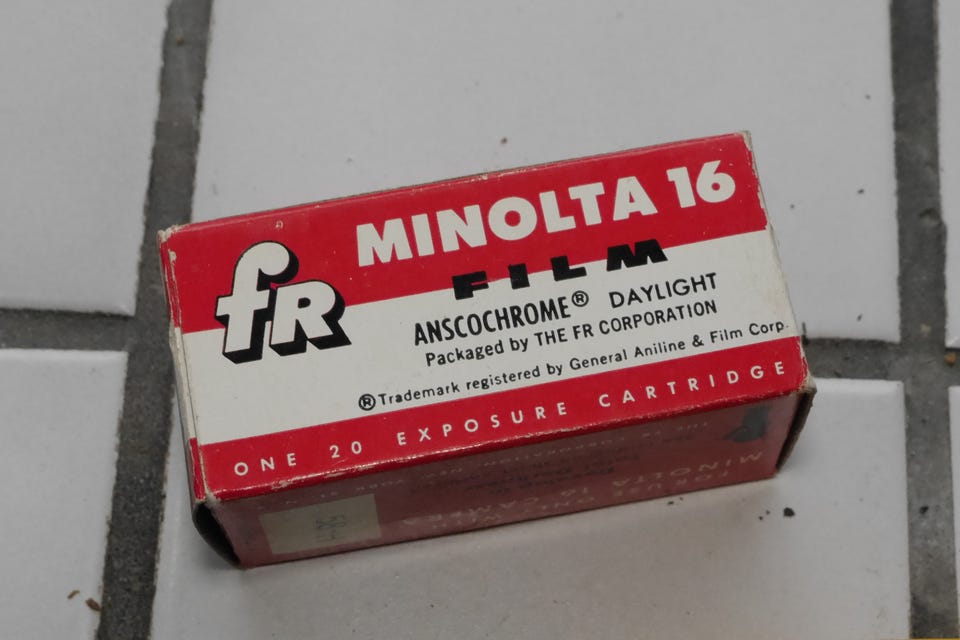 fR
MINOLTA 16
FILM
ANSCOCHROME® DAYLIGHT
Packaged by THE FR CORPORATION
®Trademark registered by General Aniline & Film Corp.
ONE 20 EXPOSURE CARTRIDGE